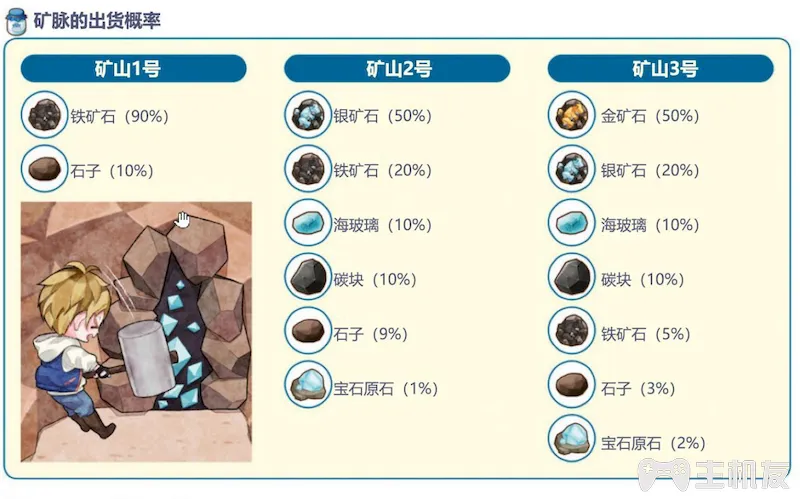 矿脉的出货概率
矿山1号
铁矿石（90%）
石子（10%）
矿山2号
银矿石（50%）
铁矿石（20%）
海玻璃（10%）
碳块（10%）
石子（9%）
宝石原石（1%）
矿山3号
金矿石（50%）
银矿石（20%）
海玻璃（10%）
碳块（10%）
铁矿石（5%）
石子（3%）
宝石原石（2%）
主机友